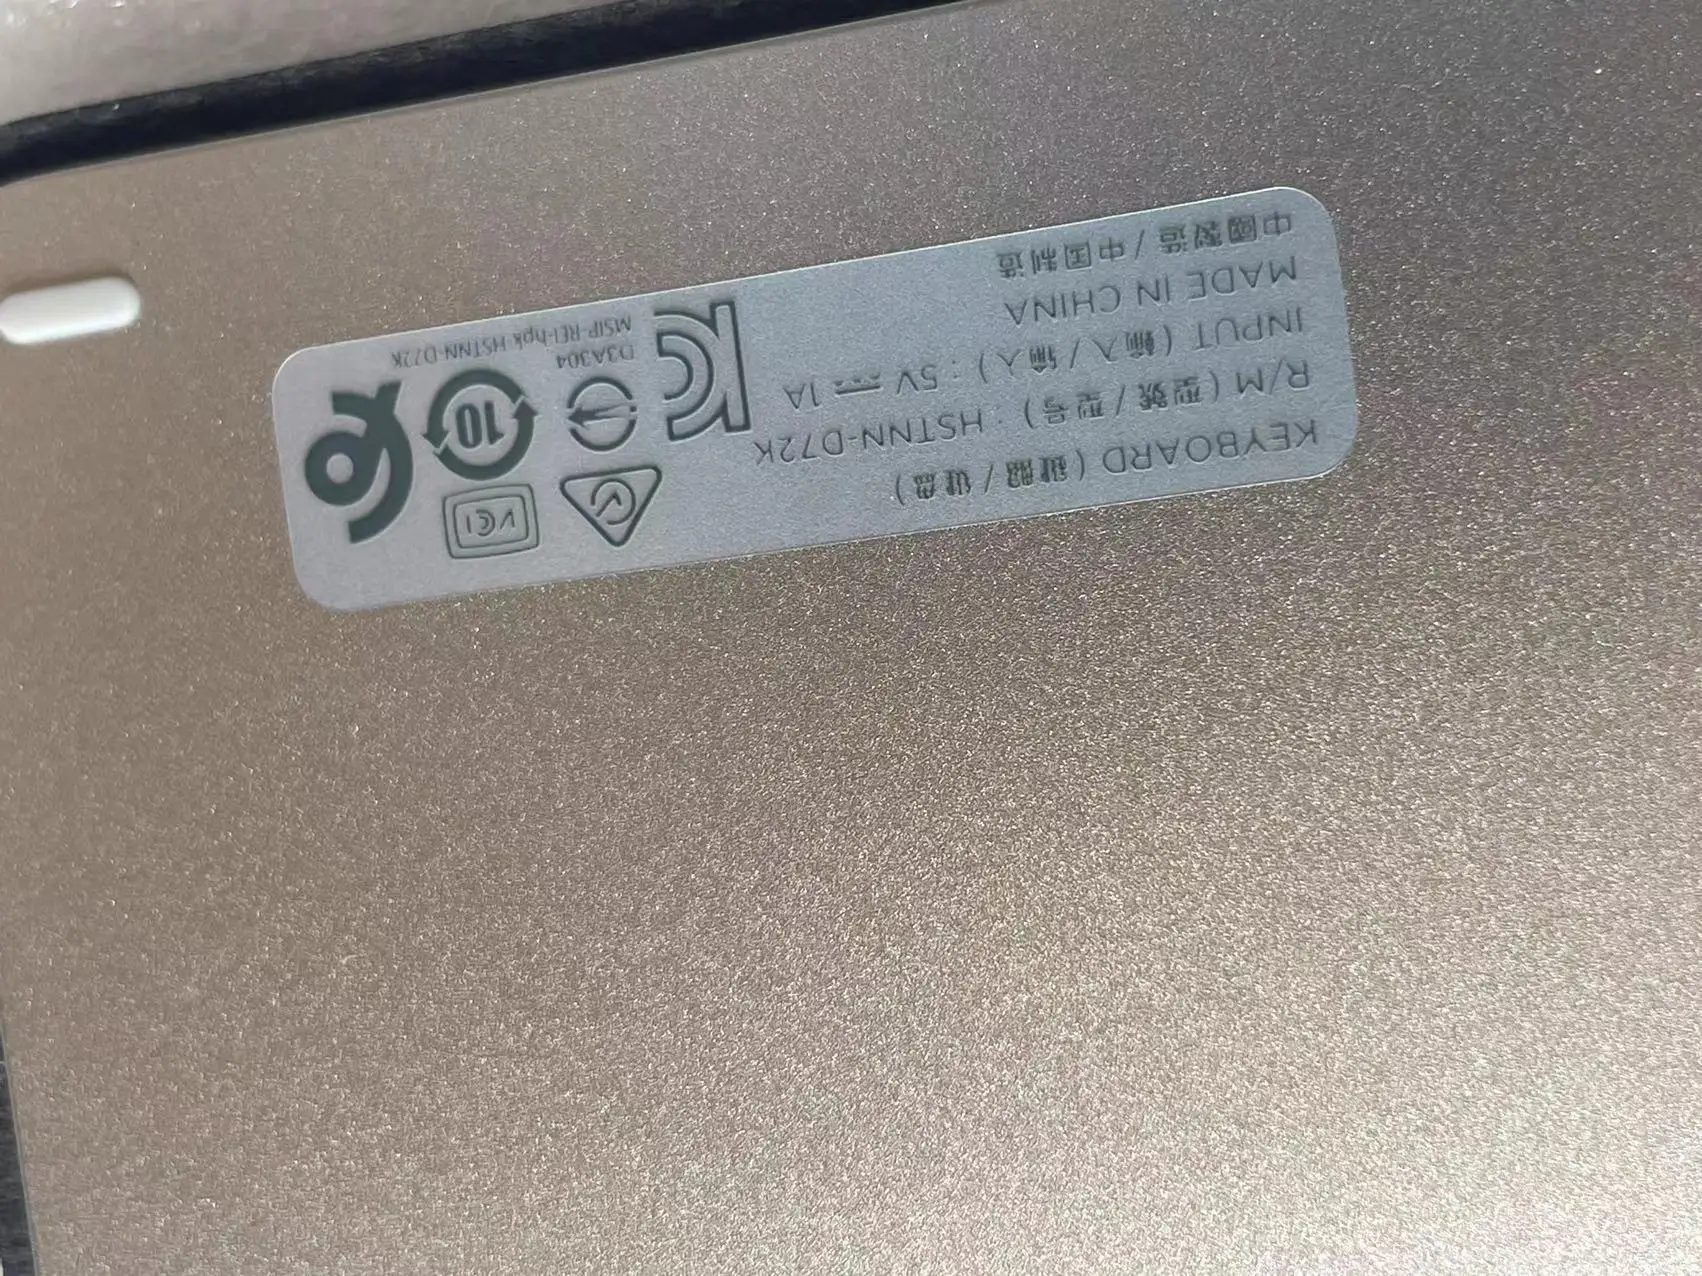 KEYBOARD (鍵盤 / 键盘)
R/M (型號 / 型号) : HSTNN-D72K
INPUT (輸入 / 输入) : 5V ⎓ 1A
MADE IN CHINA
中國製造 / 中国制造
VCI
10
D3A304
MSIP-REI-hpk HSTNN-D72K